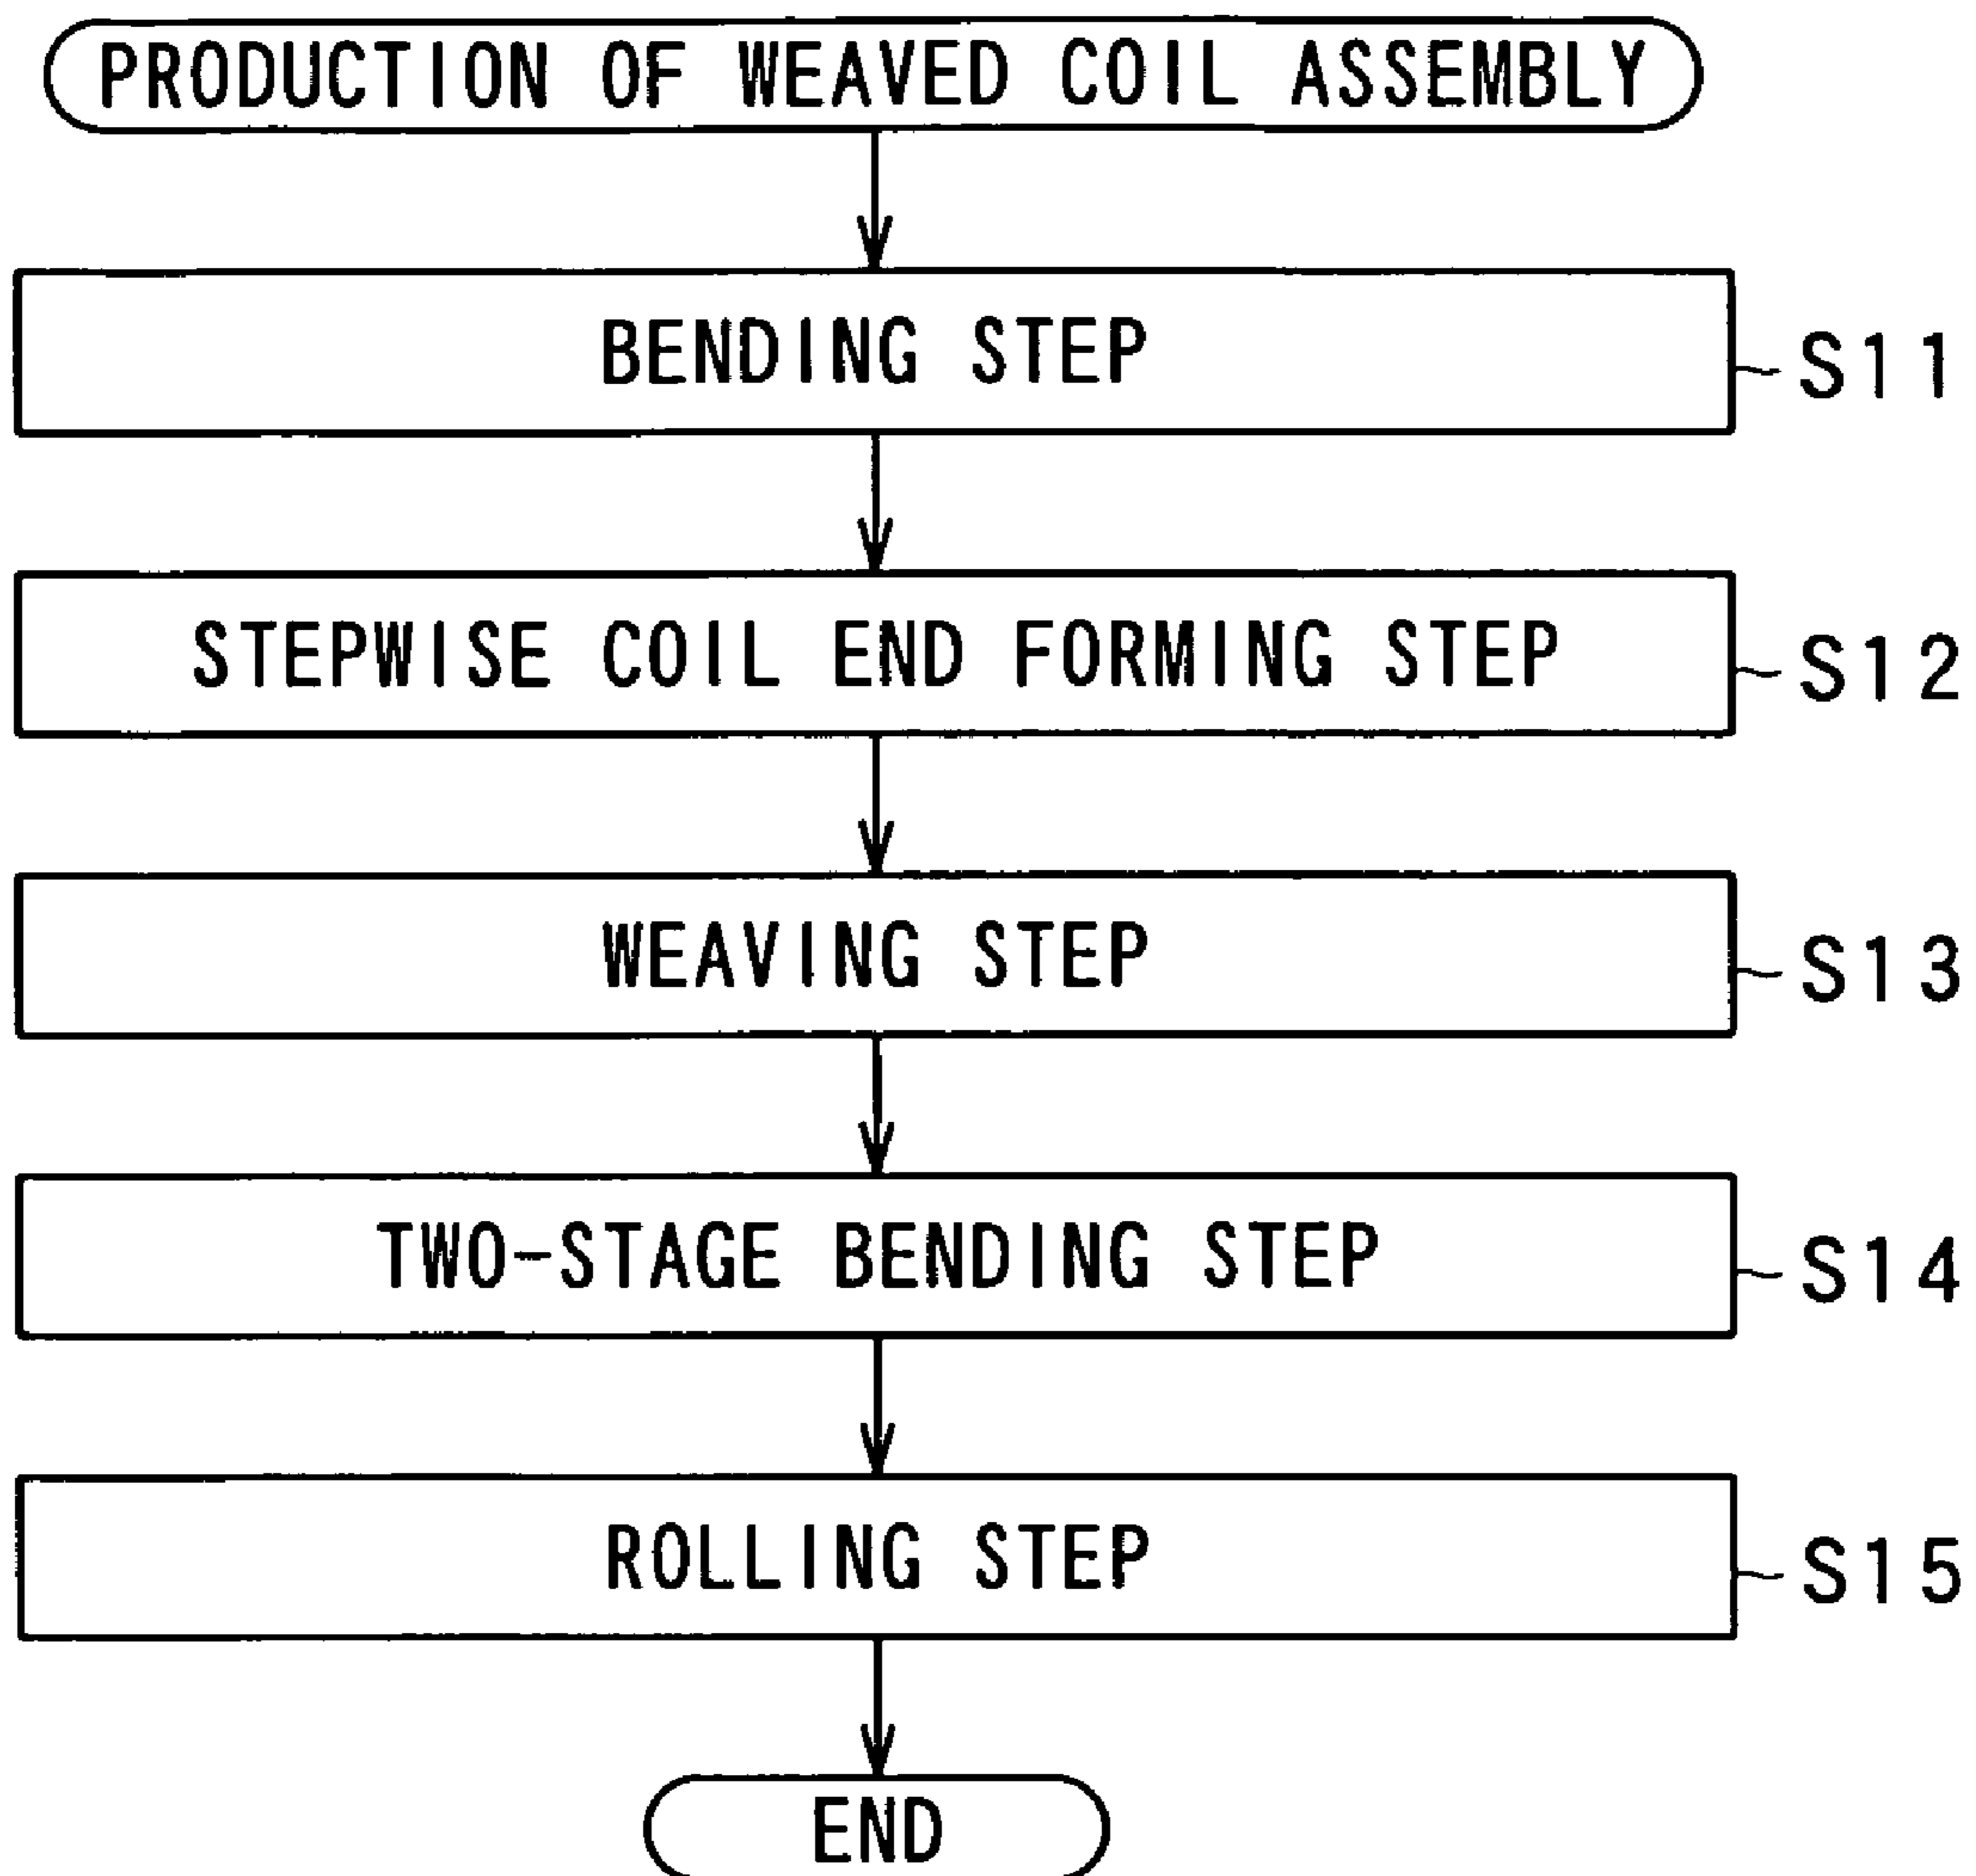 PRODUCTION OF WEAVED COIL ASSEMBLY
BENDING STEP
S11
STEPWISE COIL END FORMING STEP
S12
WEAVING STEP
S13
TWO-STAGE BENDING STEP
S14
ROLLING STEP
S15
END